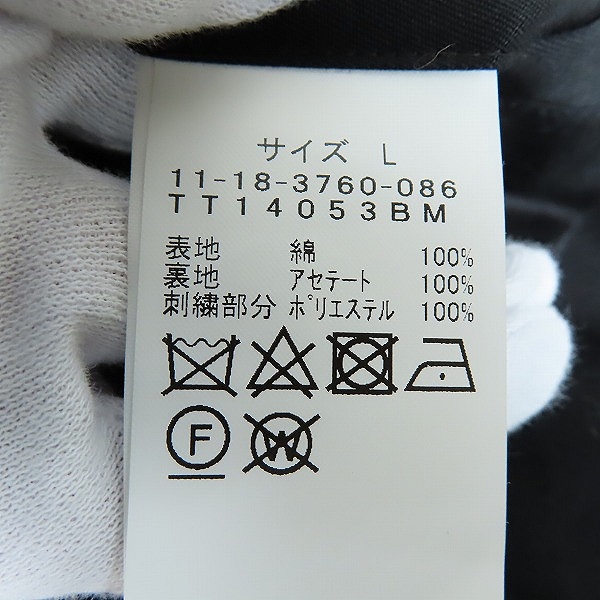 サイズ L
11-18-3760-086
TT14053BM
表地 綿 100%
裏地 アセテート 100%
刺繍部分 ポリエステル 100%
F W